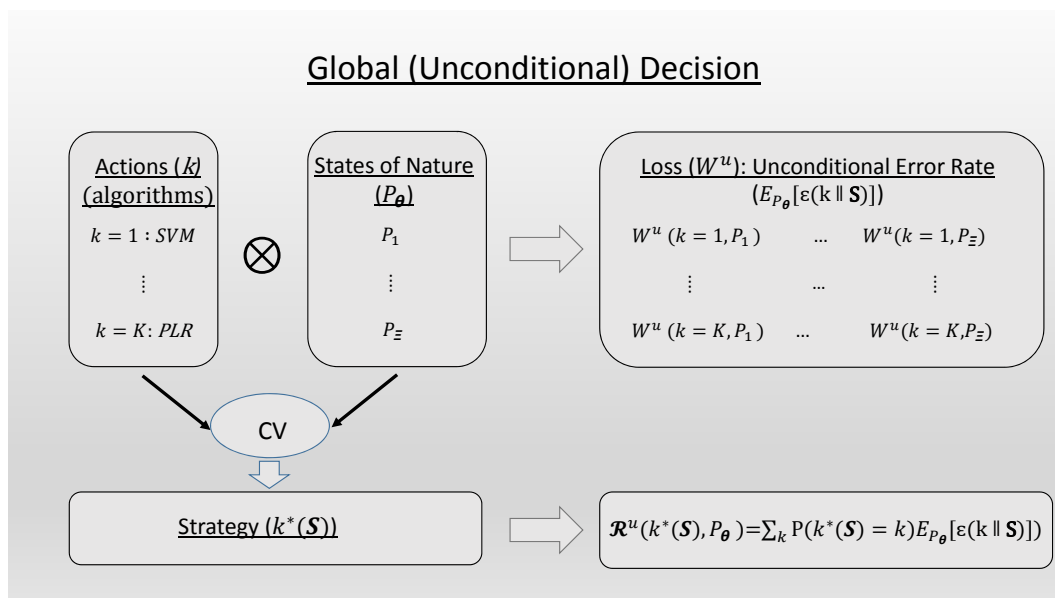 Global (Unconditional) Decision
Actions (k)
(algorithms)
k = 1 : SVM
⋮
k = K: PLR
⊗
States of Nature
(P_θ)
P_1
⋮
P_Ξ
Loss (W^u): Unconditional Error Rate
(E_{P_θ}[ε(k ∥ S)])
W^u (k = 1, P_1) ... W^u(k = 1, P_Ξ)
⋮ ... ⋮
W^u (k = K, P_1) ... W^u(k = K, P_Ξ)
CV
Strategy (k*(S))
𝓡^u(k*(S), P_θ )=∑_k P(k*(S) = k)E_{P_θ}[ε(k ∥ S)])